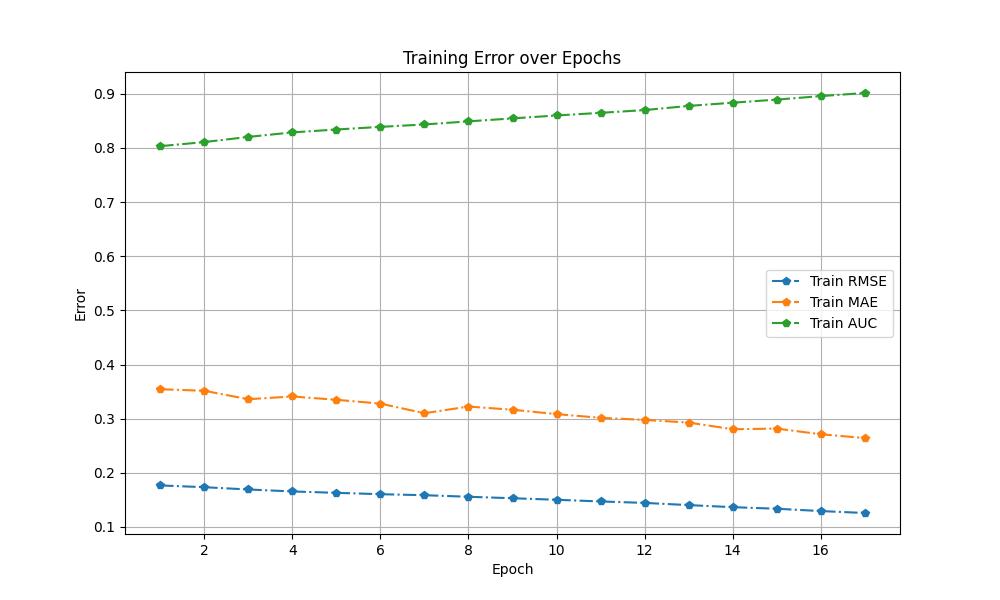 Training Error over Epochs
Error
0.9
0.8
0.7
0.6
0.5
0.4
0.3
0.2
0.1
Train RMSE
Train MAE
Train AUC
2 4 6 8 10 12 14 16
Epoch